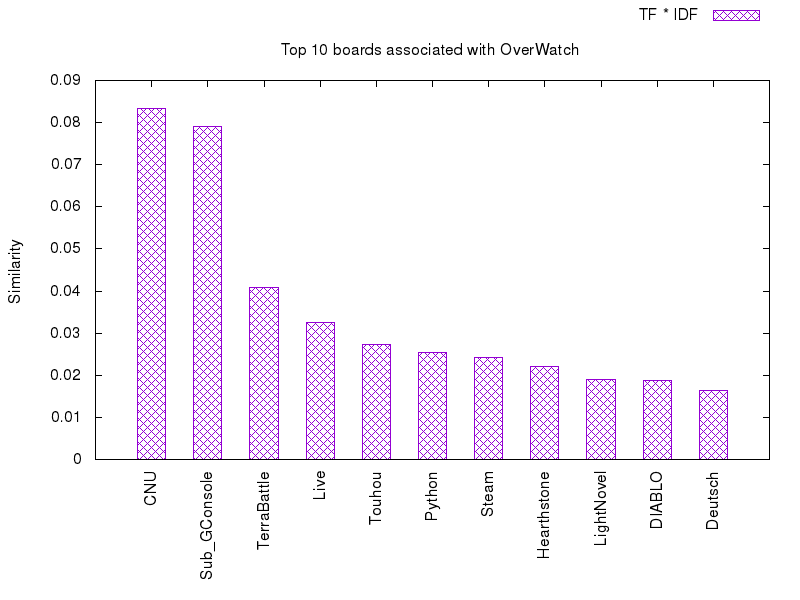 TF * IDF
Top 10 boards associated with OverWatch
0.09
0.08
0.07
0.06
0.05
0.04
0.03
0.02
0.01
0
Similarity
CNU
Sub_GConsole
TerraBattle
Live
Touhou
Python
Steam
Hearthstone
LightNovel
DIABLO
Deutsch